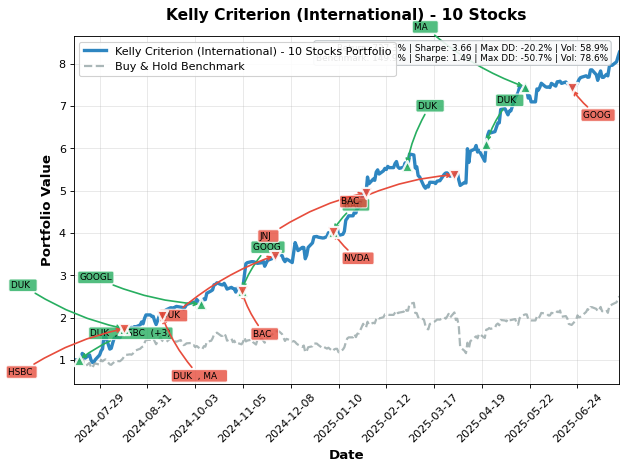 Kelly Criterion (International) - 10 Stocks
MA
Kelly Criterion (International) - 10 Stocks Portfolio
Buy & Hold Benchmark
% | Sharpe: 3.66 | Max DD: -20.2% | Vol: 58.9%
% | Sharpe: 1.49 | Max DD: -50.7% | Vol: 78.6%
DUK
DUK
GOOG
BAC
JNJ
GOOG
NVDA
GOOGL
DUK
DUK
HSBC (+3)
BAC
HSBC
DUK , MA
Portfolio Value
8
7
6
5
4
3
2
1
2024-07-29
2024-08-31
2024-10-03
2024-11-05
2024-12-08
2025-01-10
2025-02-12
2025-03-17
2025-04-19
2025-05-22
2025-06-24
Date